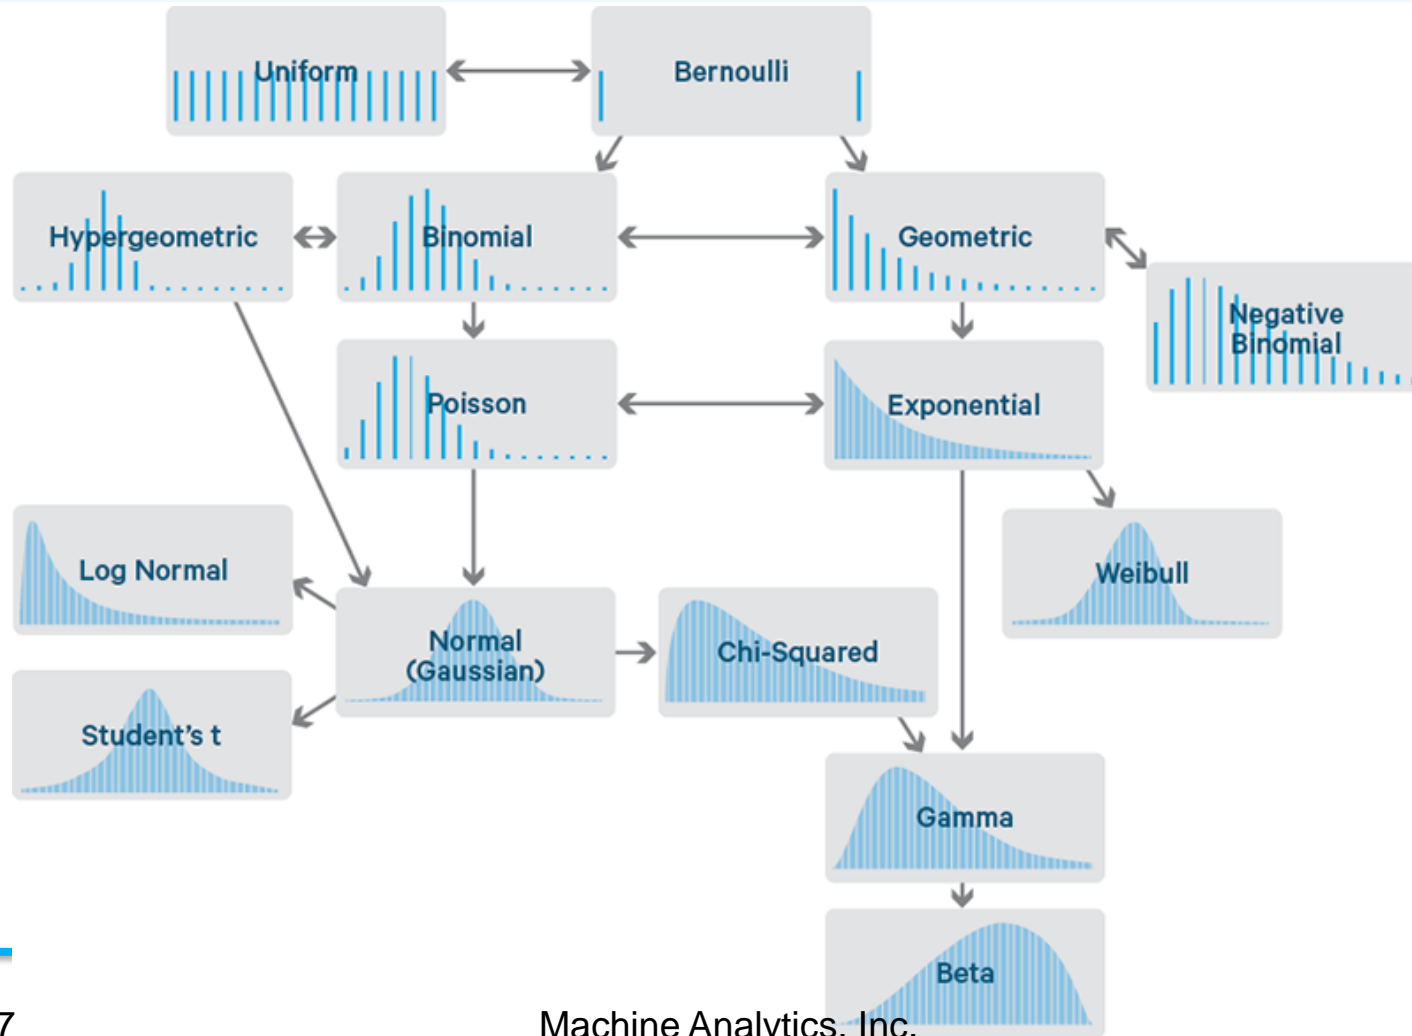 Uniform
Bernoulli
Hypergeometric
Binomial
Geometric
Negative
Binomial
Poisson
Exponential
Log Normal
Weibull
Normal
(Gaussian)
Chi-Squared
Student's t
Gamma
Beta
7
Machine Analytics, Inc.